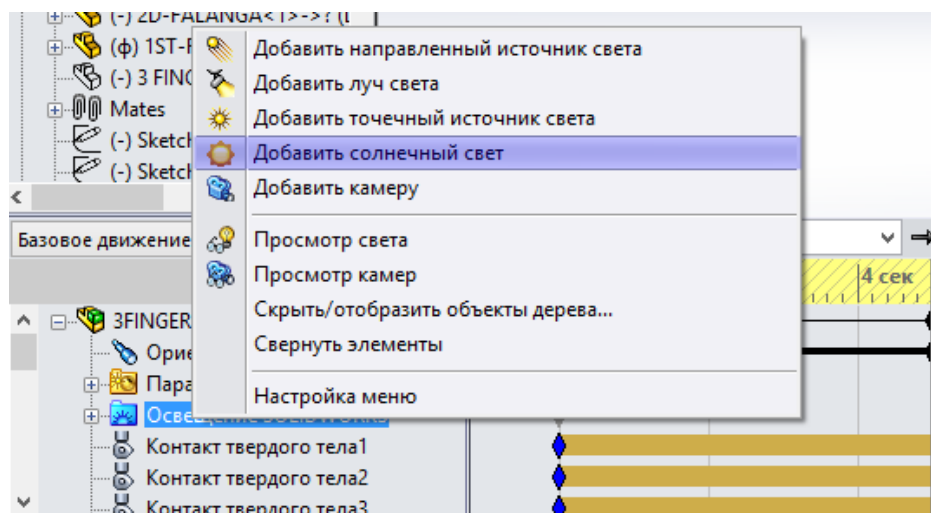 (-) 2D-FALANGA<1>->? (
(ф) 1ST-F
(-) 3 FING
Mates
(-) Sketch
(-) Sketch
Добавить направленный источник света
Добавить луч света
Добавить точечный источник света
Добавить солнечный свет
Добавить камеру
Просмотр света
Просмотр камер
Скрыть/отобразить объекты дерева...
Свернуть элементы
Настройка меню
Базовое движение
4 сек
3FINGER
Орие
Пара
Контакт твердого тела1
Контакт твердого тела2
Контакт твердого тела3